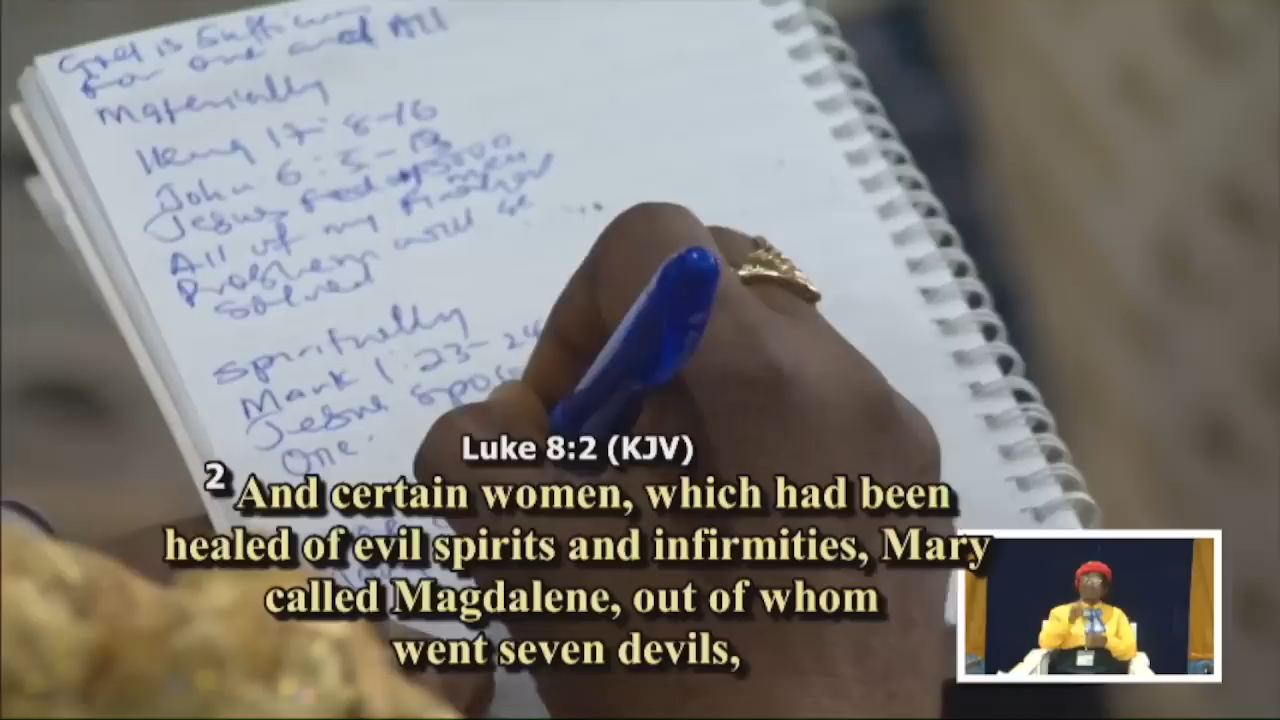 God is Suffi
for one and All
Materially
17: 8-16
John 6: 5-13
Jesus Fed 5000
men
All of my
Problems will be
Solved
Spiritually
Mark 1:23-24
Jesus
One.
Luke 8:2 (KJV)
2 And certain women, which had been
healed of evil spirits and infirmities, Mary
called Magdalene, out of whom
went seven devils,